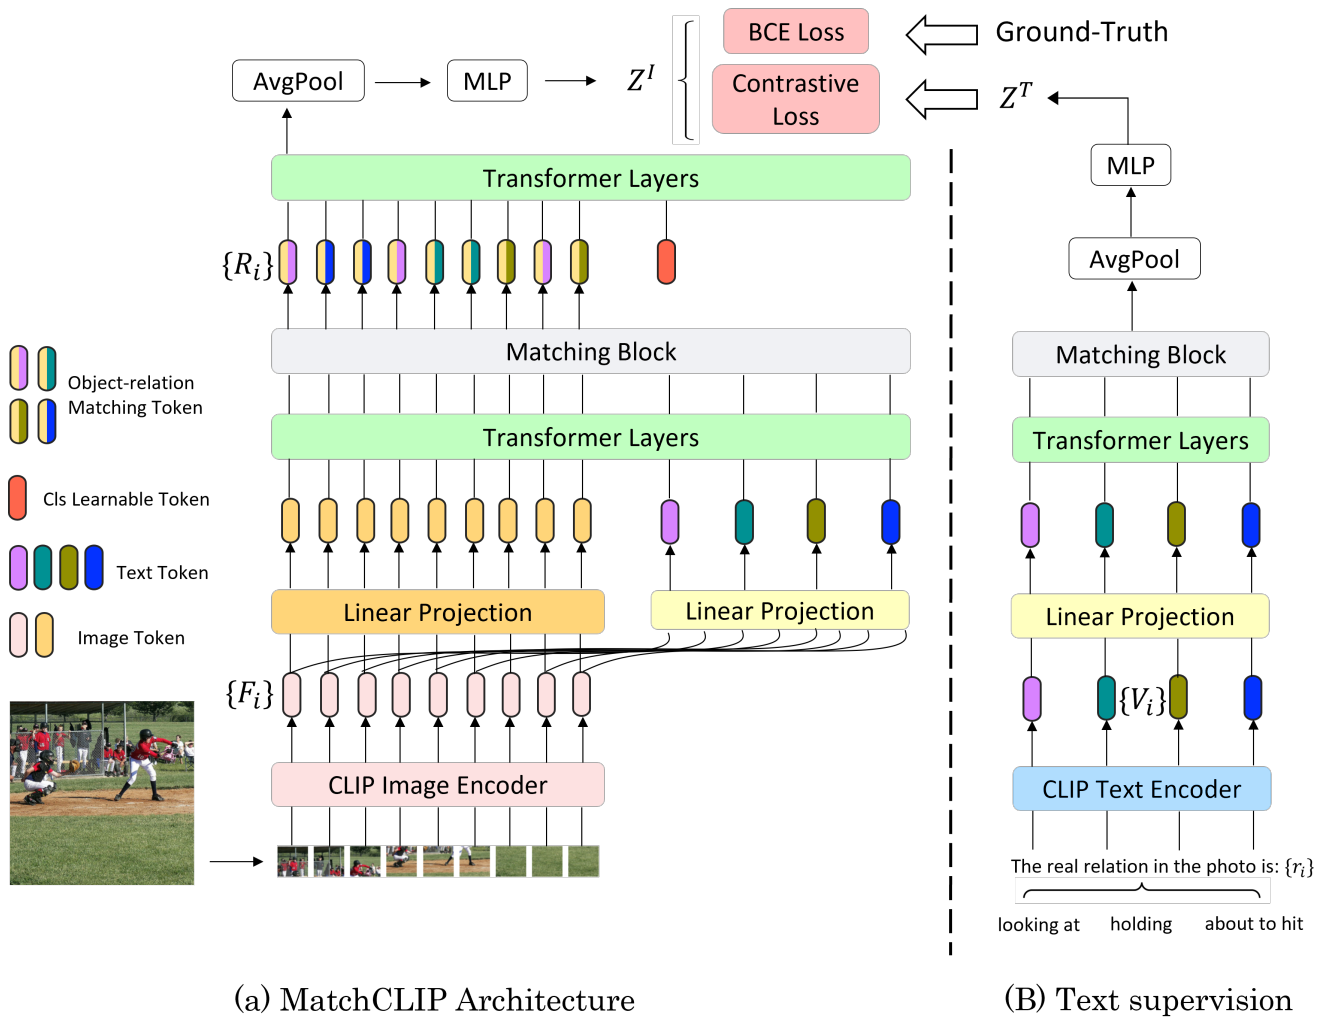 BCE Loss
Ground-Truth
AvgPool
MLP
Z^I
Contrastive
Loss
Z^T
MLP
Transformer Layers
{R_i}
AvgPool
Matching Block
Matching Block
Object-relation
Matching Token
Transformer Layers
Transformer Layers
Cls Learnable Token
Text Token
Linear Projection
Linear Projection
Linear Projection
Image Token
{F_i}
{V_i}
CLIP Image Encoder
CLIP Text Encoder
The real relation in the photo is: {r_i}
looking at
holding
about to hit
(a) MatchCLIP Architecture
(B) Text supervision